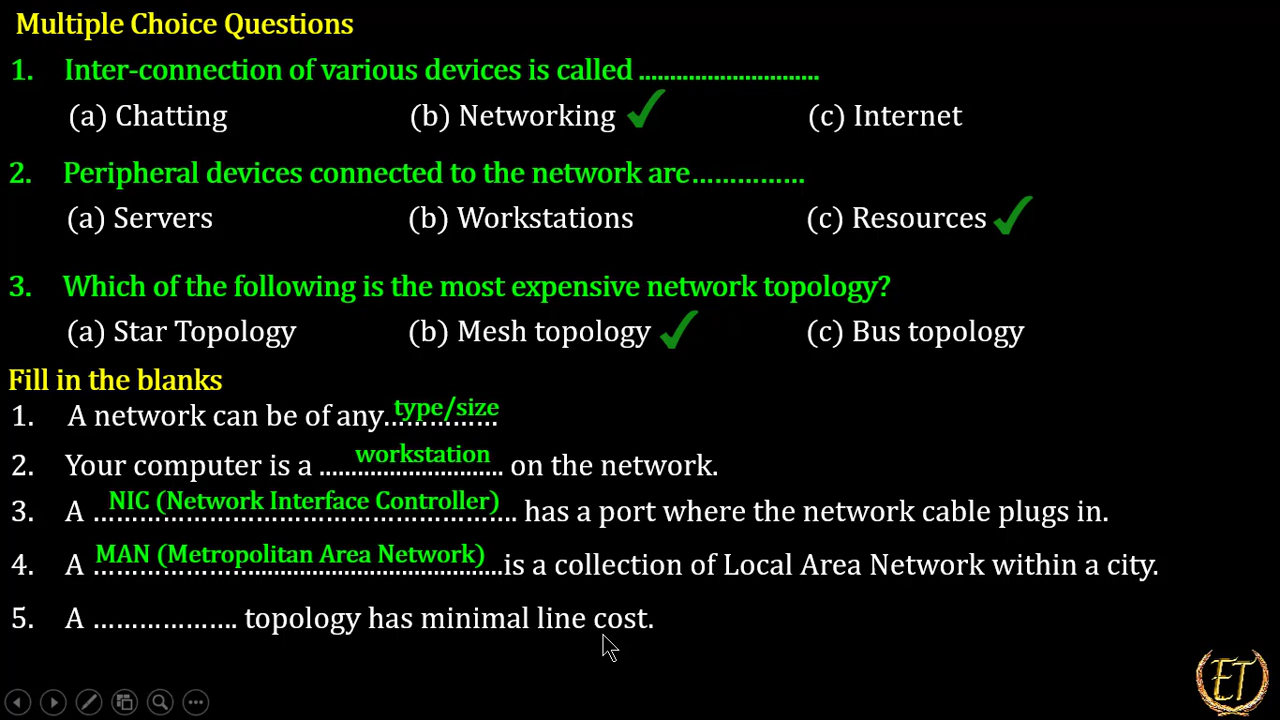 Multiple Choice Questions
1. Inter-connection of various devices is called .............................
(a) Chatting (b) Networking (c) Internet
2. Peripheral devices connected to the network are……………
(a) Servers (b) Workstations (c) Resources
3. Which of the following is the most expensive network topology?
(a) Star Topology (b) Mesh topology (c) Bus topology
Fill in the blanks
1. A network can be of any type/size
2. Your computer is a workstation on the network.
3. A NIC (Network Interface Controller) has a port where the network cable plugs in.
4. A MAN (Metropolitan Area Network) is a collection of Local Area Network within a city.
5. A ………………. topology has minimal line cost.
ET